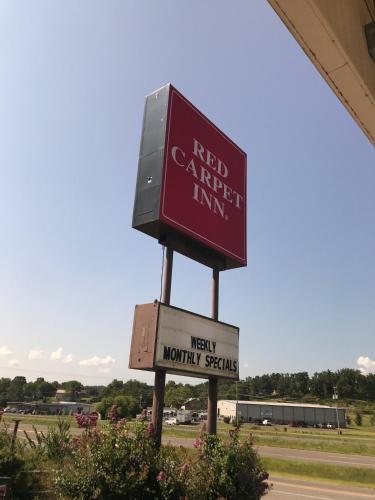 RED
CARPET
INN®
WEEKLY
MONTHLY SPECIALS